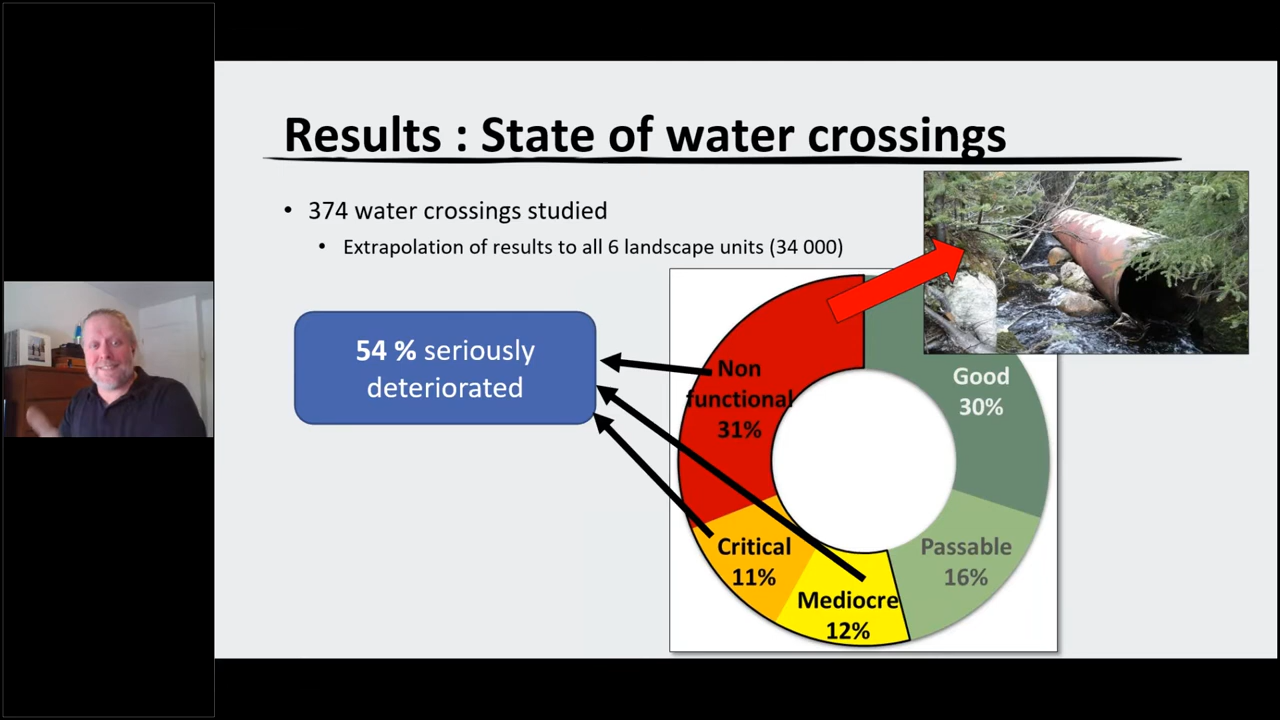 Results : State of water crossings
• 374 water crossings studied
• Extrapolation of results to all 6 landscape units (34 000)
54 % seriously
deteriorated
Non
functional
31%
Good
30%
Critical
11%
Passable
16%
Mediocre
12%